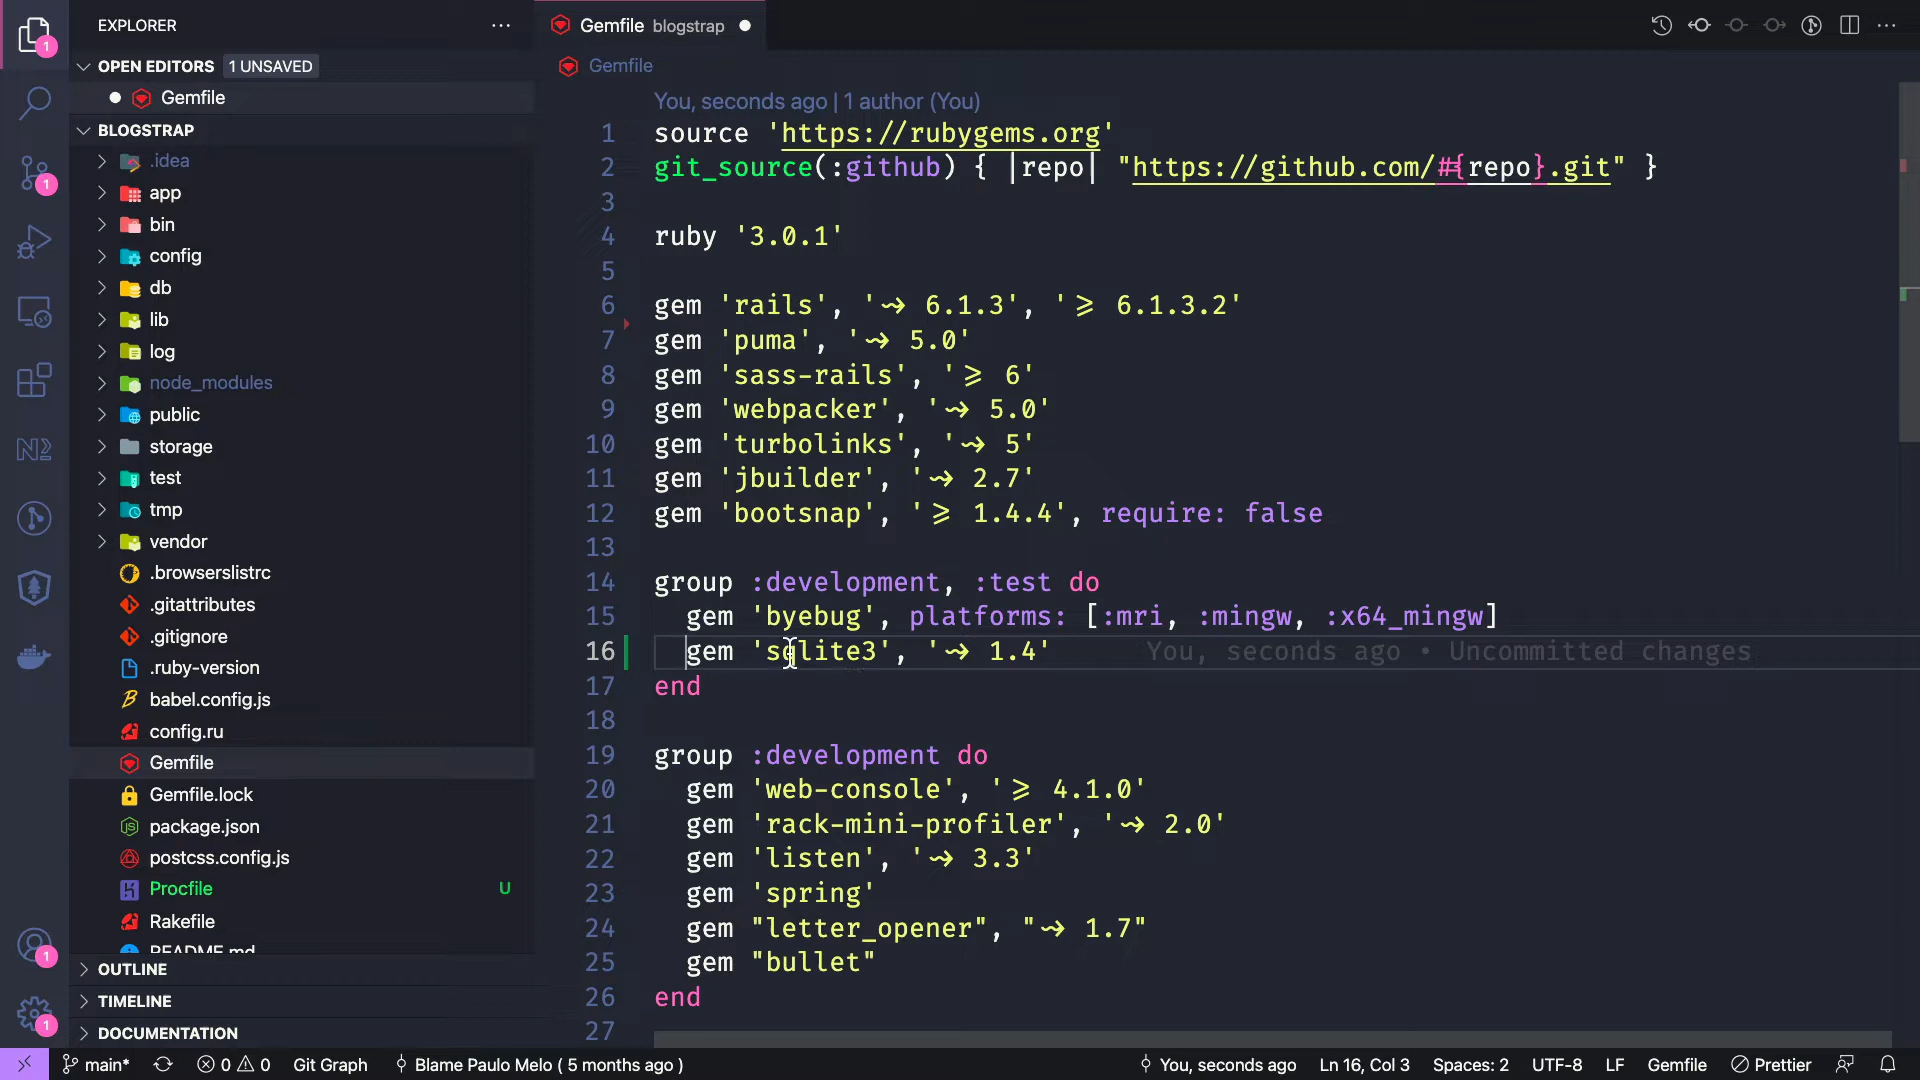 EXPLORER
OPEN EDITORS 1 UNSAVED
Gemfile
BLOGSTRAP
.idea
app
bin
config
db
lib
log
node_modules
public
storage
test
tmp
vendor
.browserslistrc
.gitattributes
.gitignore
.ruby-version
babel.config.js
config.ru
Gemfile
Gemfile.lock
package.json
postcss.config.js
Procfile U
Rakefile
README.md
OUTLINE
TIMELINE
DOCUMENTATION
1
1
1
1
Gemfile blogstrap
Gemfile
You, seconds ago | 1 author (You)
1 source 'https://rubygems.org'
2 git_source(:github) { |repo| "https://github.com/#{repo}.git" }
3
4 ruby '3.0.1'
5
6 gem 'rails', '~> 6.1.3', '>= 6.1.3.2'
7 gem 'puma', '~> 5.0'
8 gem 'sass-rails', '>= 6'
9 gem 'webpacker', '~> 5.0'
10 gem 'turbolinks', '~> 5'
11 gem 'jbuilder', '~> 2.7'
12 gem 'bootsnap', '>= 1.4.4', require: false
13
14 group :development, :test do
15 gem 'byebug', platforms: [:mri, :mingw, :x64_mingw]
16 gem 'sqlite3', '~> 1.4' You, seconds ago • Uncommitted changes
17 end
18
19 group :development do
20 gem 'web-console', '>= 4.1.0'
21 gem 'rack-mini-profiler', '~> 2.0'
22 gem 'listen', '~> 3.3'
23 gem 'spring'
24 gem "letter_opener", "~> 1.7"
25 gem "bullet"
26 end
27
main* 0 0 Git Graph Blame Paulo Melo ( 5 months ago ) You, seconds ago Ln 16, Col 3 Spaces: 2 UTF-8 LF Gemfile Prettier